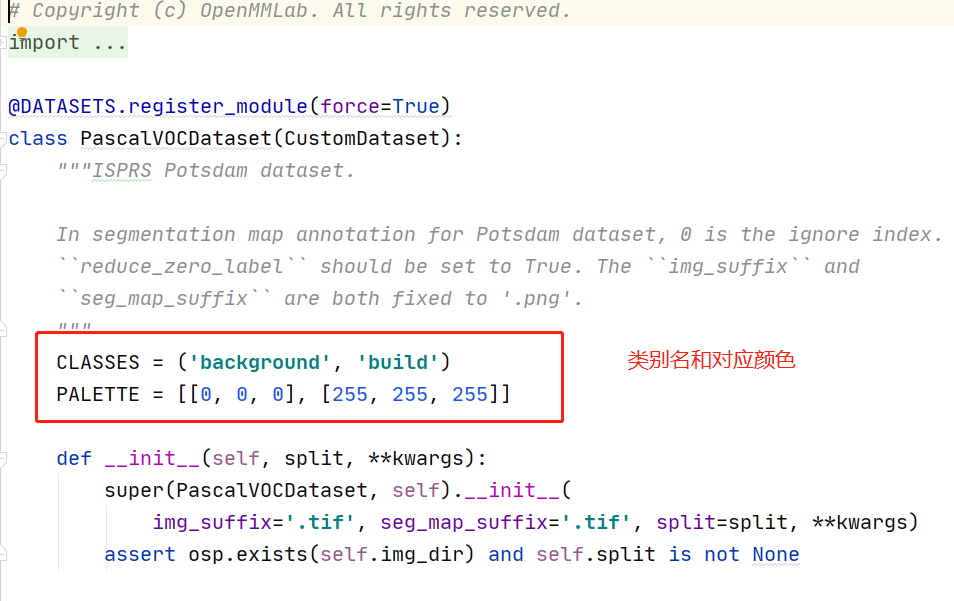 # Copyright (c) OpenMMLab. All rights reserved.
import ...
@DATASETS.register_module(force=True)
class PascalVOCDataset(CustomDataset):
"""ISPRS Potsdam dataset.
In segmentation map annotation for Potsdam dataset, 0 is the ignore index.
``reduce_zero_label`` should be set to True. The ``img_suffix`` and
``seg_map_suffix`` are both fixed to '.png'.
"""
CLASSES = ('background', 'build')
类别名和对应颜色
PALETTE = [[0, 0, 0], [255, 255, 255]]
def __init__(self, split, **kwargs):
super(PascalVOCDataset, self).__init__(
img_suffix='.tif', seg_map_suffix='.tif', split=split, **kwargs)
assert osp.exists(self.img_dir) and self.split is not None